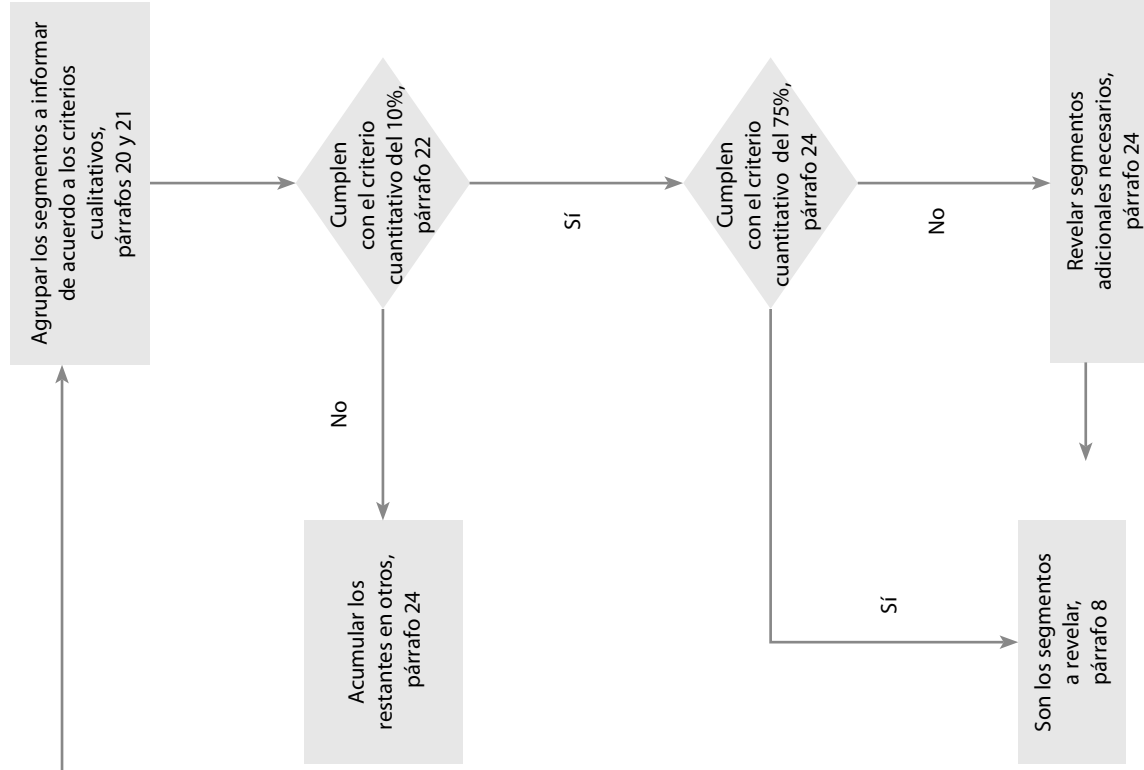 Agrupar los segmentos a informar
de acuerdo a los criterios
cualitativos,
párrafos 20 y 21
Cumplen
con el criterio
cuantitativo del 10%,
párrafo 22
No
Acumular los
restantes en otros,
párrafo 24
Sí
Cumplen
con el criterio
cuantitativo del 75%,
párrafo 24
Sí
Son los segmentos
a revelar,
párrafo 8
No
Revelar segmentos
adicionales necesarios,
párrafo 24